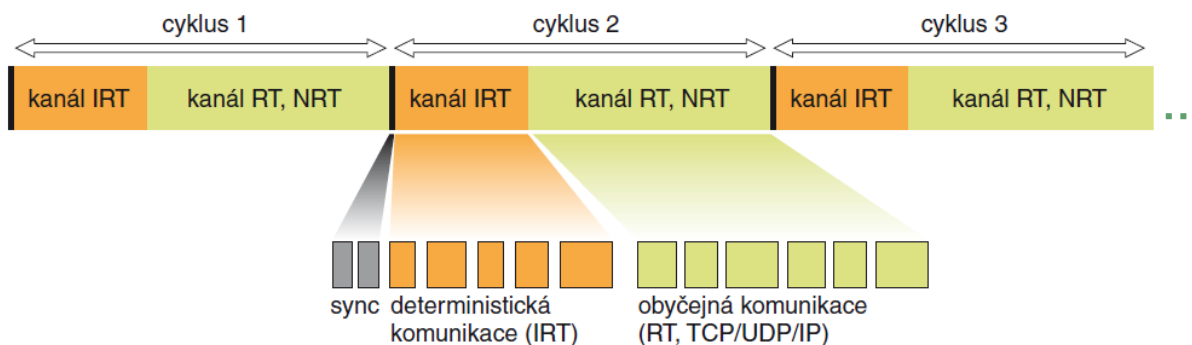 cyklus 1
cyklus 2
cyklus 3
kanál IRT
kanál RT, NRT
kanál IRT
kanál RT, NRT
kanál IRT
kanál RT, NRT
sync
deterministická
komunikace (IRT)
obyčejná komunikace
(RT, TCP/UDP/IP)